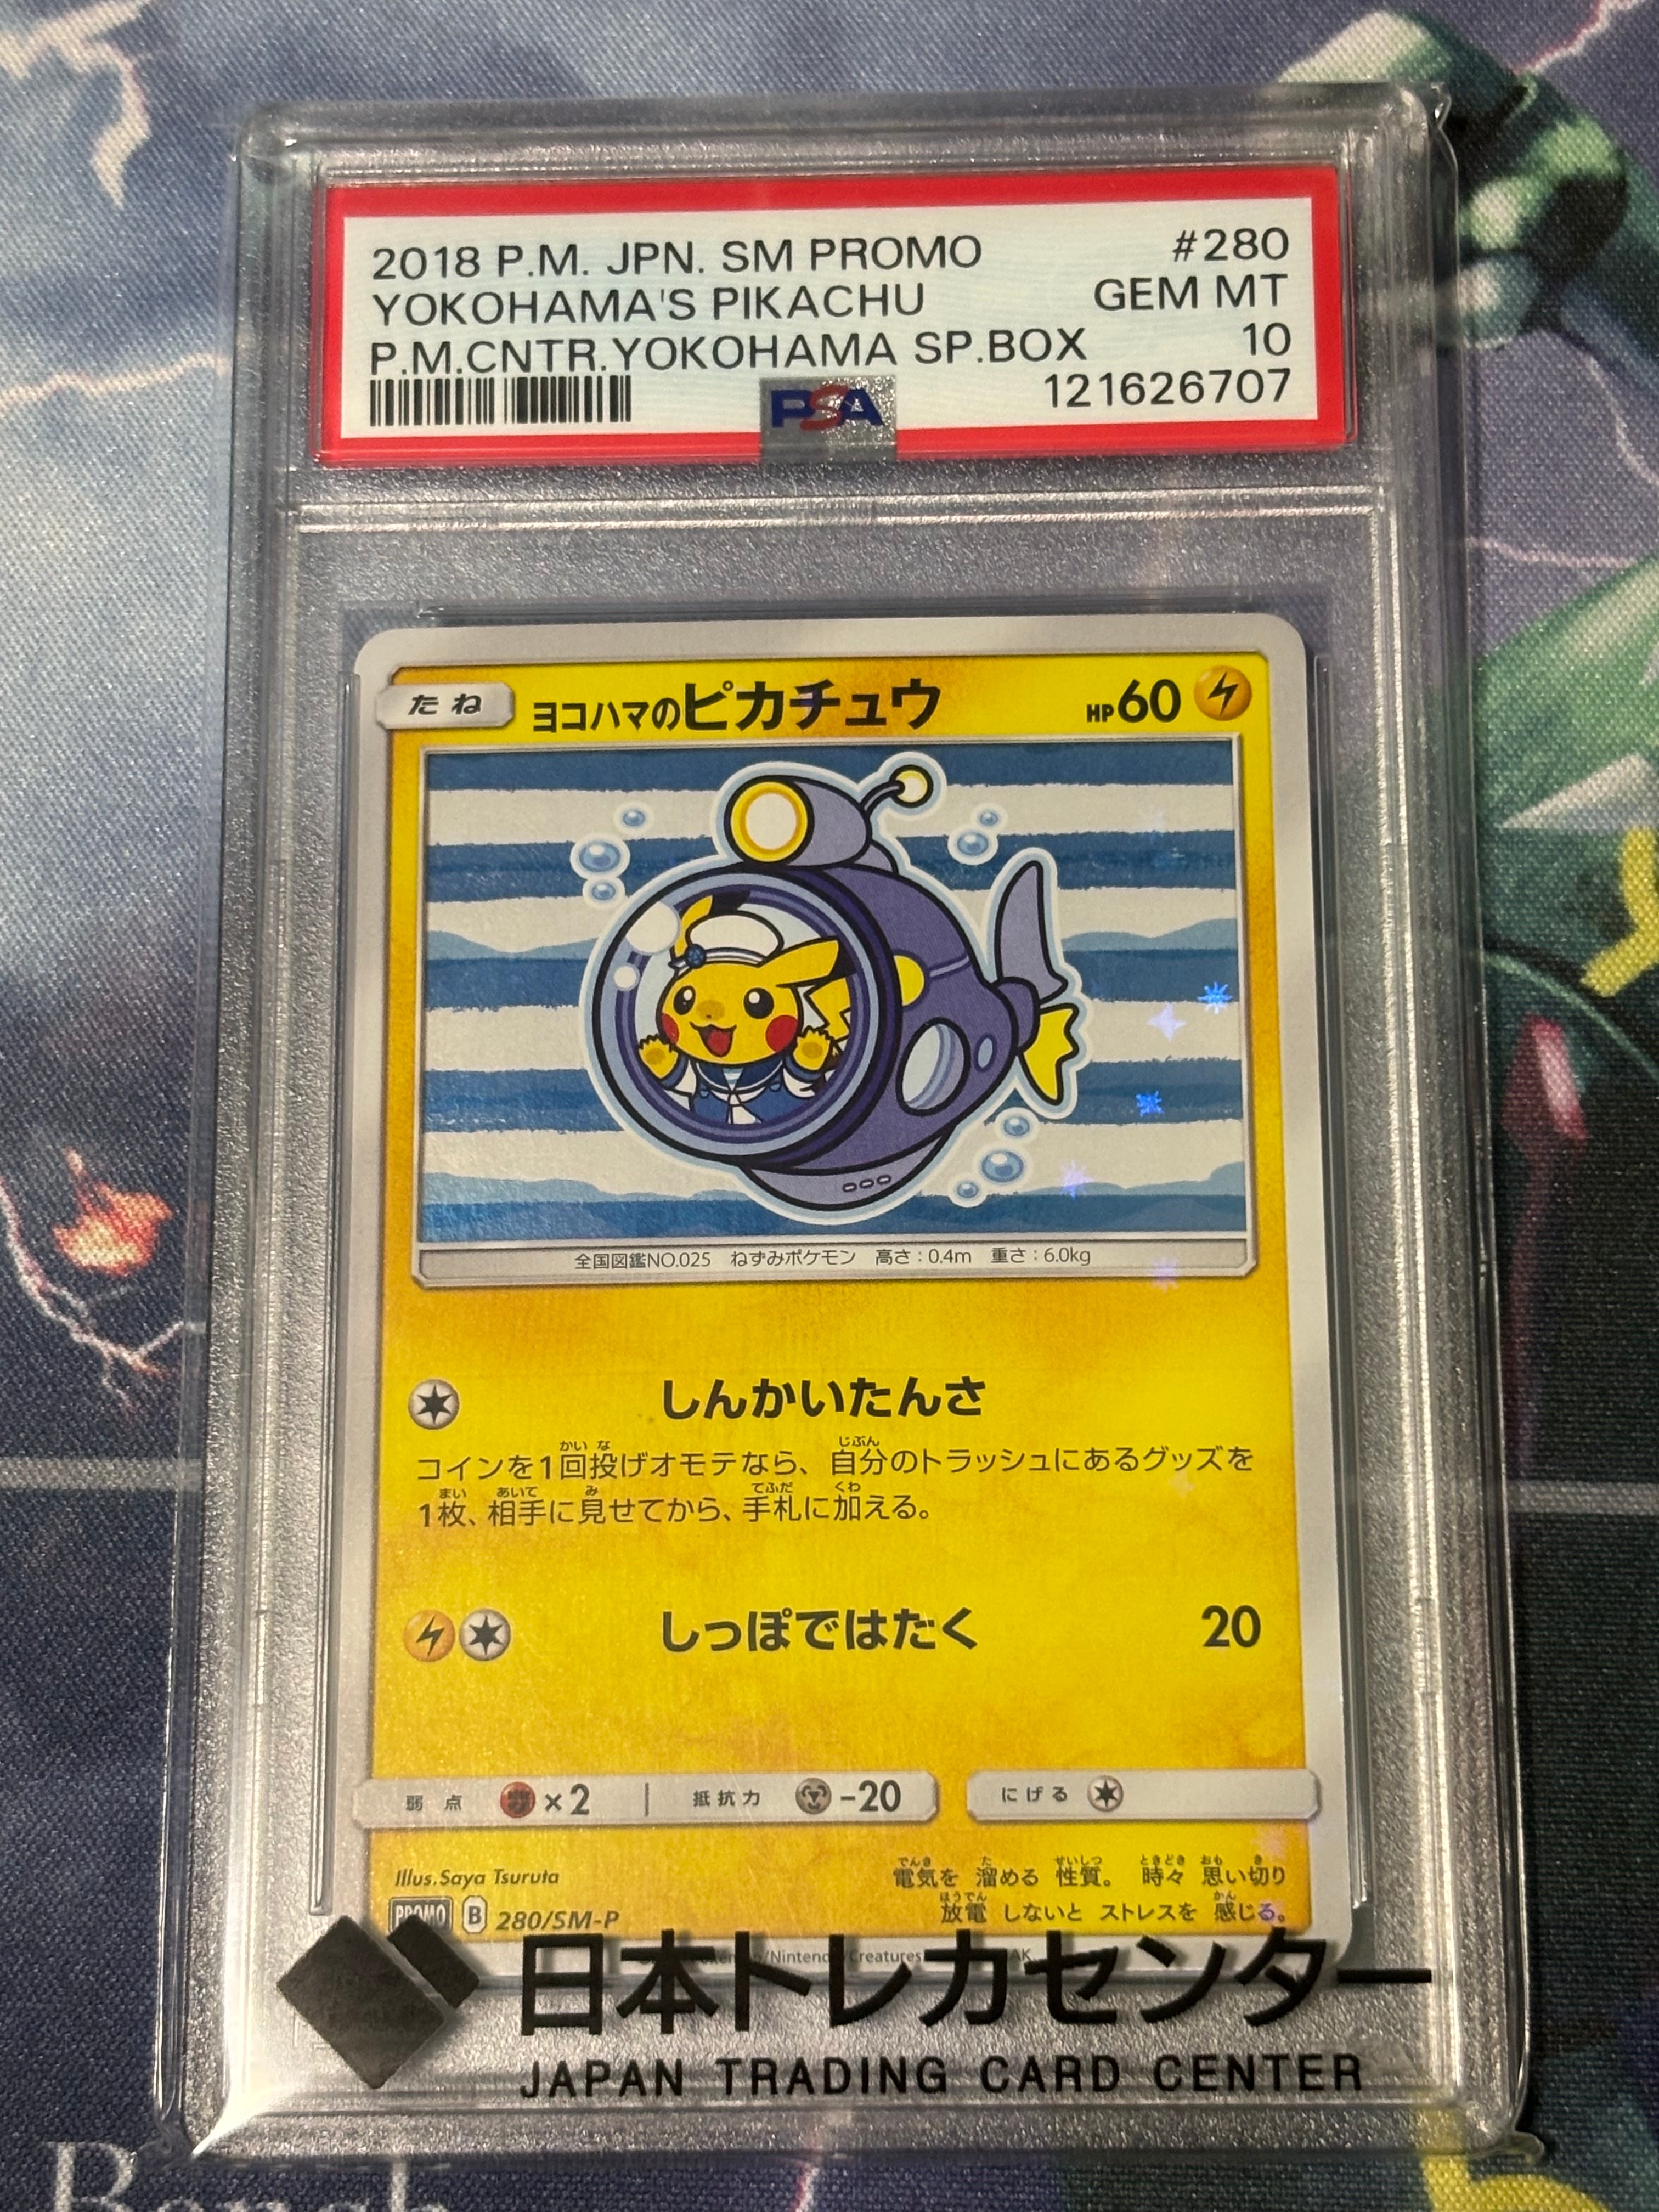 2018 P.M. JPN. SM PROMO #280
YOKOHAMA'S PIKACHU GEM MT
P.M.CNTR.YOKOHAMA SP.BOX 10
PSA 121626707
たね ヨコハマのピカチュウ HP60
全国図鑑NO.025 ねずみポケモン 高さ:0.4m 重さ:6.0kg
しんかいたんさ
コインを1回投げオモテなら、自分のトラッシュにあるグッズを
1枚、相手に見せてから、手札に加える。
しっぽではたく 20
弱点 ×2 抵抗力 -20 にげる
Illus.Saya Tsuruta
電気を 溜める 性質。 時々 思い切り
放電 しないと ストレスを 感じる。
PROMO B 280/SM-P
/Nintendo/Creatures
日本トレカセンター
JAPAN TRADING CARD CENTER